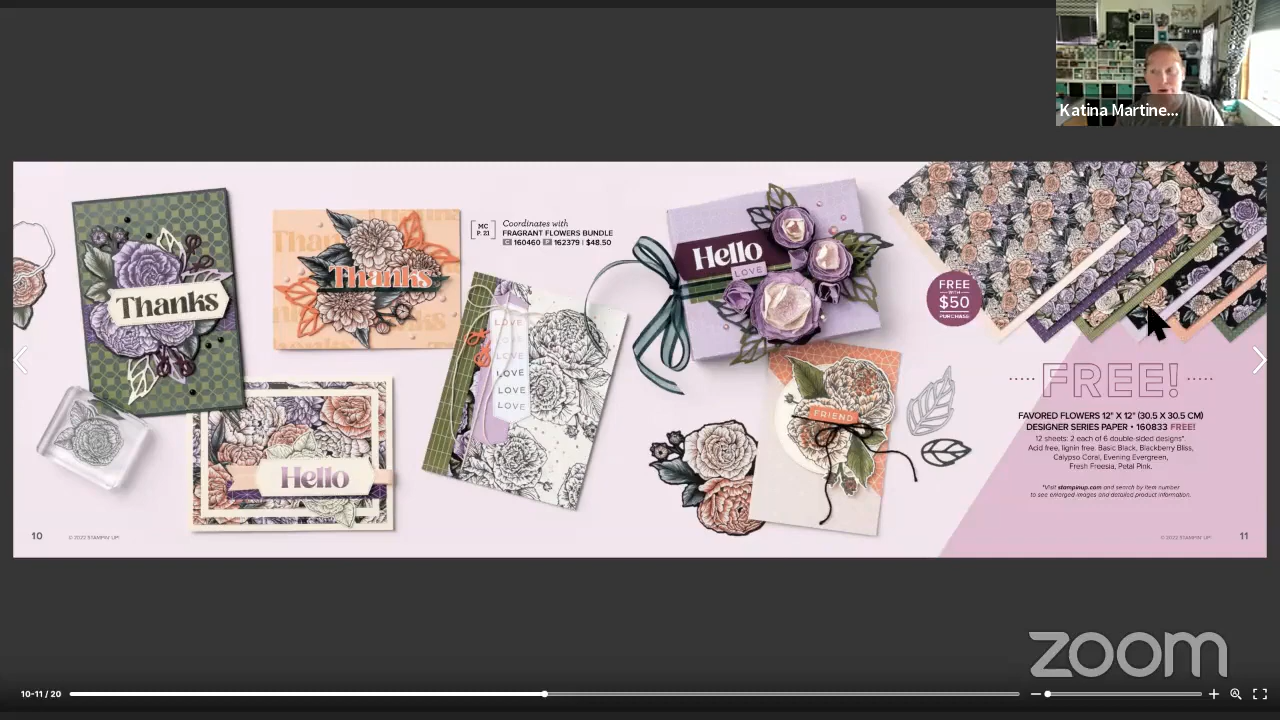 Katina Martine...
Thanks
Thanks
Hello
MC
P. 21
Coordinates with
FRAGRANT FLOWERS BUNDLE
C 160460 P 162379 | $48.50
LOVE
LOVE
LOVE
LOVE
LOVE
LOVE
Hello
LOVE
FRIEND
FREE
WITH
$50
PURCHASE
FREE!
FAVORED FLOWERS 12" X 12" (30.5 X 30.5 CM)
DESIGNER SERIES PAPER • 160833 FREE!
12 sheets: 2 each of 6 double-sided designs*.
Add free, lignin free. Basic Black, Blackberry Bliss,
Calypso Coral, Evening Evergreen,
Fresh Freesia, Petal Pink.
*Visit stampinup.com and search by item number
to see enlarged images and detailed product information.
10
© 2022 STAMPIN' UP!
© 2022 STAMPIN' UP!
11
zoom
10-11 / 20